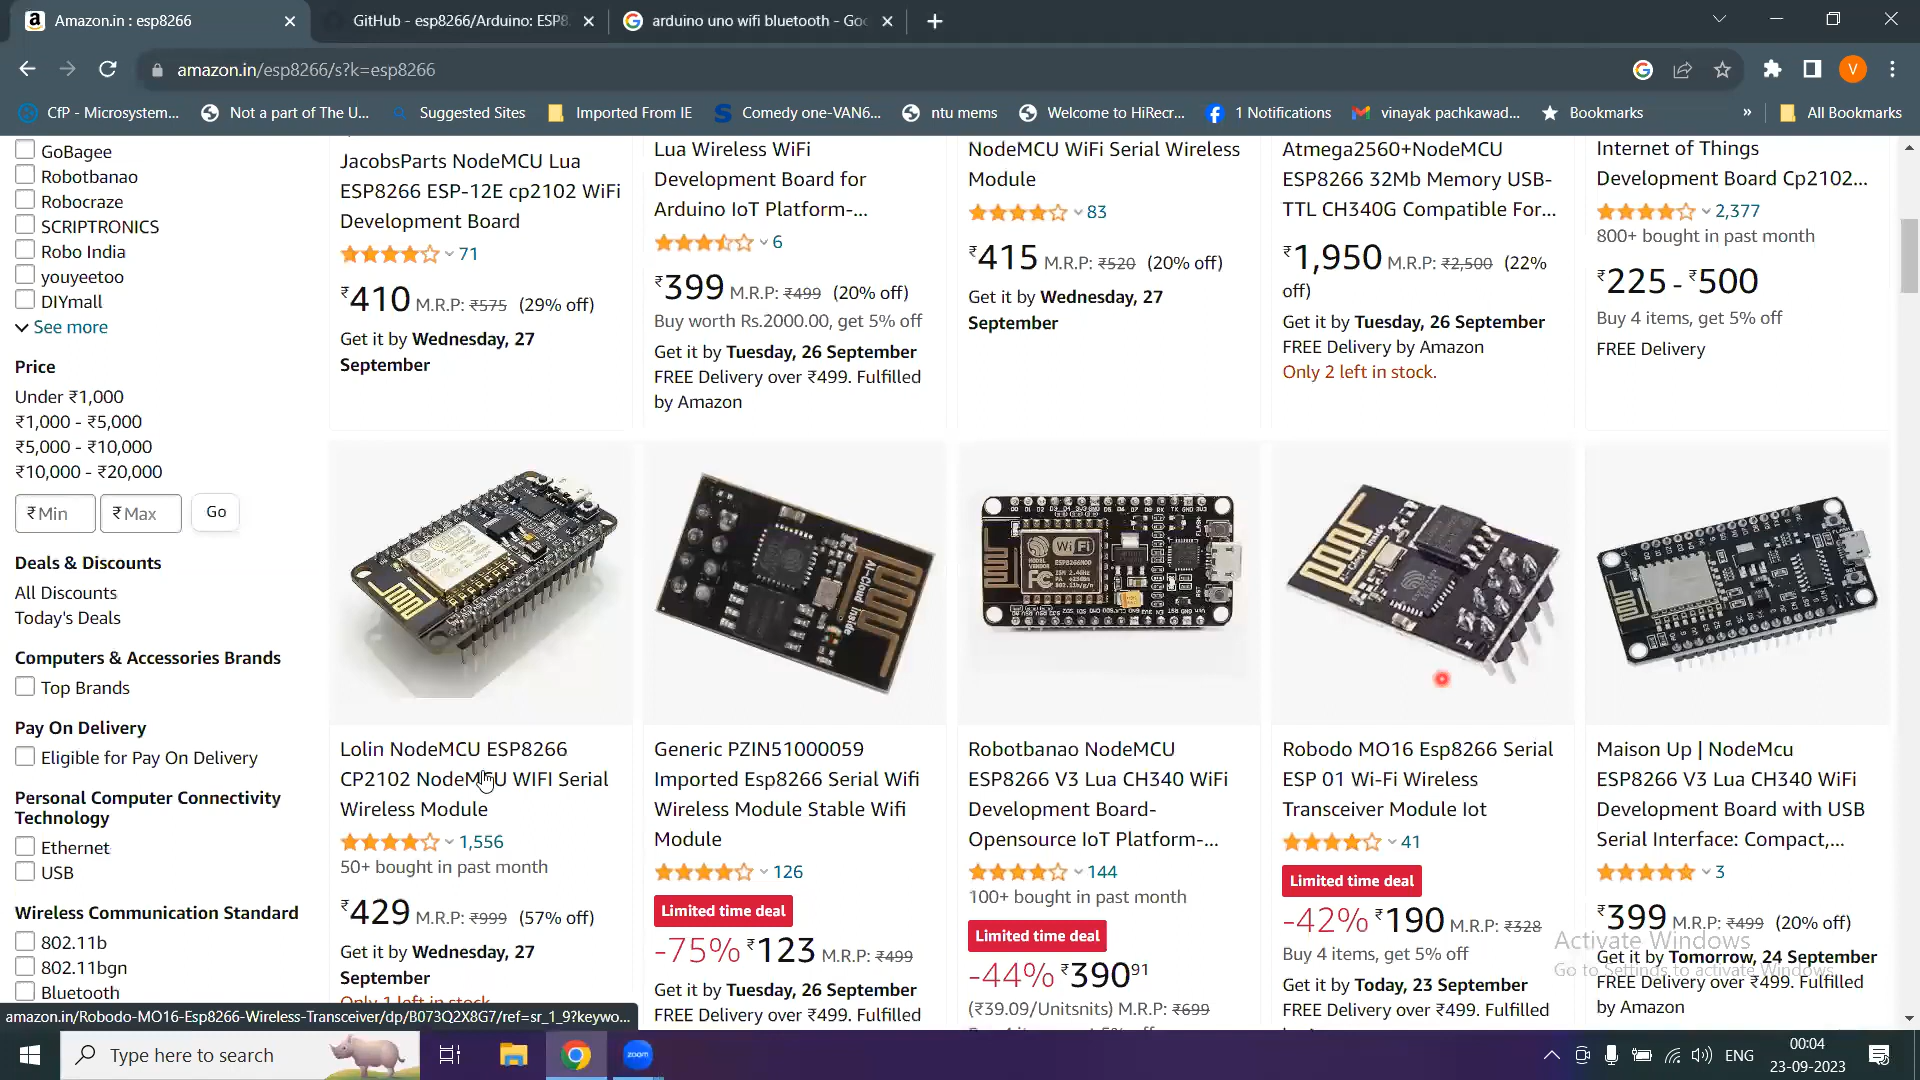 Amazon.in : esp8266
GitHub - esp8266/Arduino: ESP8
arduino uno wifi bluetooth - Goo
amazon.in/esp8266/s?k=esp8266
V
CfP - Microsystem...
Not a part of The U...
Suggested Sites
Imported From IE
Comedy one-VAN6...
ntu mems
Welcome to HiRecr...
1 Notifications
vinayak pachkawad...
Bookmarks
»
All Bookmarks
GoBagee
Robotbanao
Robocraze
SCRIPTRONICS
Robo India
youyeetoo
DIYmall
See more
Price
Under ₹1,000
₹1,000 - ₹5,000
₹5,000 - ₹10,000
₹10,000 - ₹20,000
₹ Min
₹ Max
Go
Deals & Discounts
All Discounts
Today's Deals
Computers & Accessories Brands
Top Brands
Pay On Delivery
Eligible for Pay On Delivery
Personal Computer Connectivity
Technology
Ethernet
USB
Wireless Communication Standard
802.11b
802.11bgn
Bluetooth
JacobsParts NodeMCU Lua
ESP8266 ESP-12E cp2102 WiFi
Development Board
71
₹410 M.R.P: ₹575 (29% off)
Get it by Wednesday, 27
September
Lua Wireless WiFi
Development Board for
Arduino IoT Platform-...
6
₹399 M.R.P: ₹499 (20% off)
Buy worth Rs.2000.00, get 5% off
Get it by Tuesday, 26 September
FREE Delivery over ₹499. Fulfilled
by Amazon
NodeMCU WiFi Serial Wireless
Module
83
₹415 M.R.P: ₹520 (20% off)
Get it by Wednesday, 27
September
Atmega2560+NodeMCU
ESP8266 32Mb Memory USB-
TTL CH340G Compatible For...
₹1,950 M.R.P: ₹2,500 (22%
off)
Get it by Tuesday, 26 September
FREE Delivery by Amazon
Only 2 left in stock.
Internet of Things
Development Board Cp2102...
2,377
800+ bought in past month
₹225 - ₹500
Buy 4 items, get 5% off
FREE Delivery
AI-Cloud Inside
WiFi
ESP8266MOD
FC
Lolin NodeMCU ESP8266
CP2102 NodeMCU WIFI Serial
Wireless Module
1,556
50+ bought in past month
₹429 M.R.P: ₹999 (57% off)
Get it by Wednesday, 27
September
Only 1 left in stock
Generic PZIN51000059
Imported Esp8266 Serial Wifi
Wireless Module Stable Wifi
Module
126
Limited time deal
-75% ₹123 M.R.P: ₹499
Get it by Tuesday, 26 September
FREE Delivery over ₹499. Fulfilled
Robotbanao NodeMCU
ESP8266 V3 Lua CH340 WiFi
Development Board-
Opensource IoT Platform-...
144
100+ bought in past month
Limited time deal
-44% ₹390 91
(₹39.09/Unitsnits) M.R.P: ₹699
Robodo MO16 Esp8266 Serial
ESP 01 Wi-Fi Wireless
Transceiver Module Iot
41
Limited time deal
-42% ₹190 M.R.P: ₹328
Buy 4 items, get 5% off
Get it by Today, 23 September
FREE Delivery over ₹499. Fulfilled
Maison Up | NodeMcu
ESP8266 V3 Lua CH340 WiFi
Development Board with USB
Serial Interface: Compact,...
3
₹399 M.R.P: ₹499 (20% off)
Get it by Tomorrow, 24 September
FREE Delivery over ₹499. Fulfilled
by Amazon
Activate Windows
Go to Settings to activate Windows.
amazon.in/Robodo-MO16-Esp8266-Wireless-Transceiver/dp/B073Q2X8G7/ref=sr_1_9?keywo...
Type here to search
zoom
ENG
00:04
23-09-2023